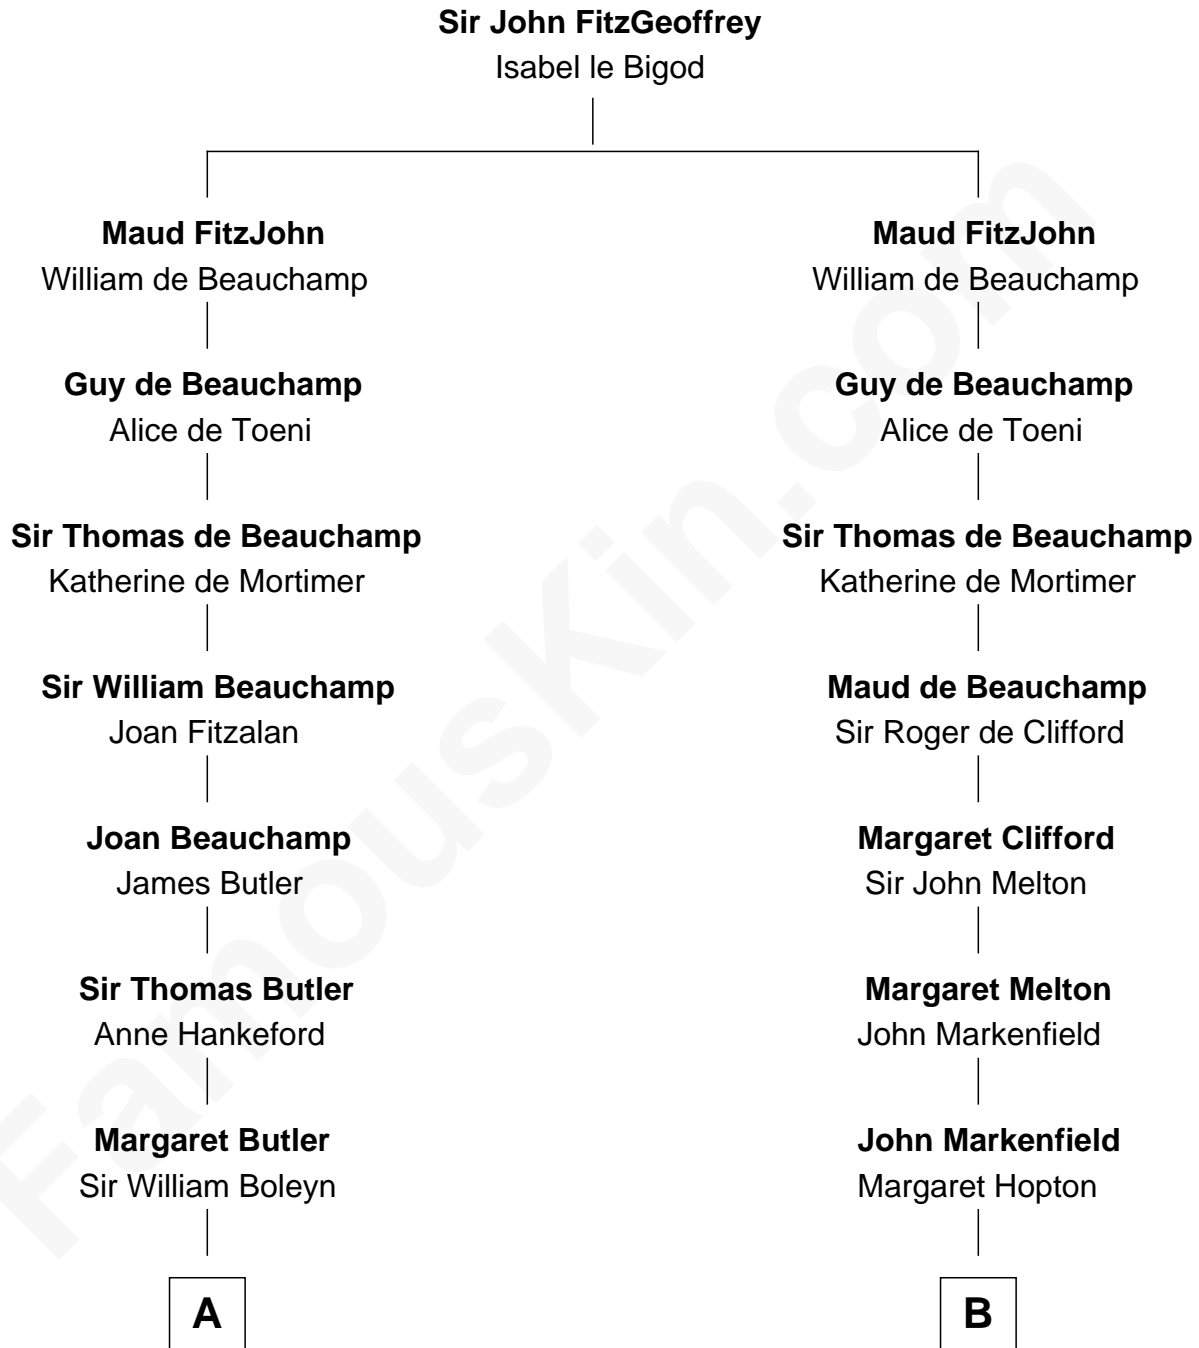 Sir John FitzGeoffrey
Isabel le Bigod
Maud FitzJohn
William de Beauchamp
Guy de Beauchamp
Alice de Toeni
Sir Thomas de Beauchamp
Katherine de Mortimer
Sir William Beauchamp
Joan Fitzalan
Joan Beauchamp
James Butler
Sir Thomas Butler
Anne Hankeford
Margaret Butler
Sir William Boleyn
A
Maud FitzJohn
William de Beauchamp
Guy de Beauchamp
Alice de Toeni
Sir Thomas de Beauchamp
Katherine de Mortimer
Maud de Beauchamp
Sir Roger de Clifford
Margaret Clifford
Sir John Melton
Margaret Melton
John Markenfield
John Markenfield
Margaret Hopton
B
FamousKin.com